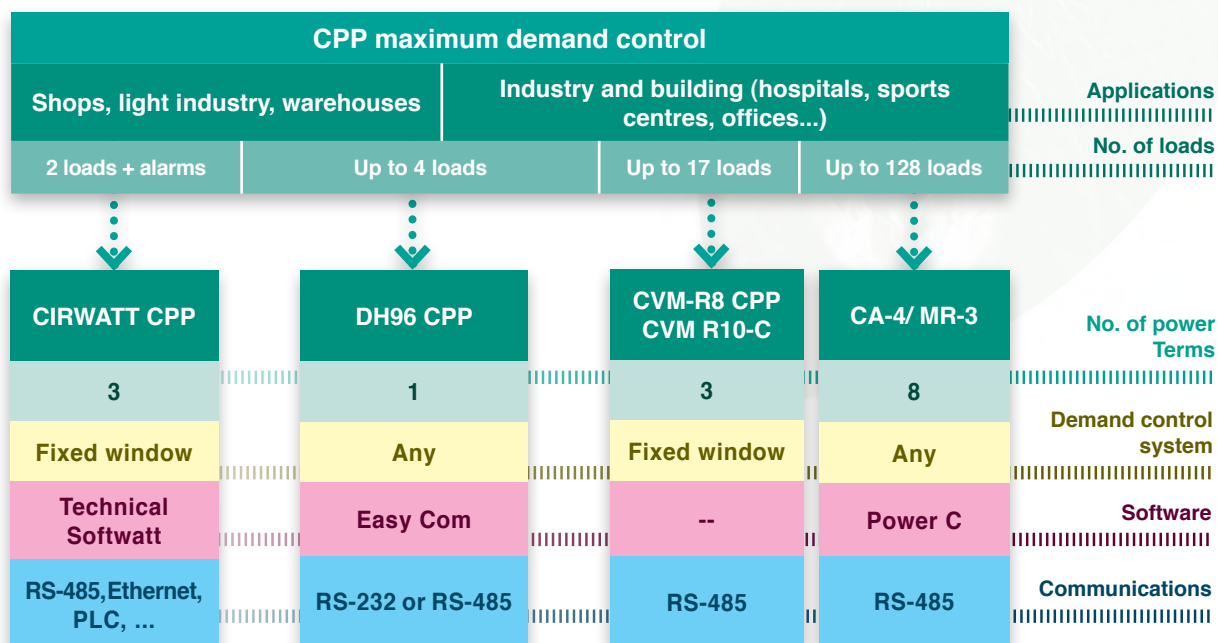 CPP maximum demand control
Shops, light industry, warehouses
Industry and building (hospitals, sports
centres, offices...)
Applications
No. of loads
2 loads + alarms
Up to 4 loads
Up to 17 loads
Up to 128 loads
CIRWATT CPP
DH96 CPP
CVM-R8 CPP
CVM R10-C
CA-4/ MR-3
No. of power
Terms
3
1
3
8
Demand control
system
Fixed window
Any
Fixed window
Any
Software
Technical
Softwatt
Easy Com
--
Power C
Communications
RS-485,Ethernet,
PLC, ...
RS-232 or RS-485
RS-485
RS-485